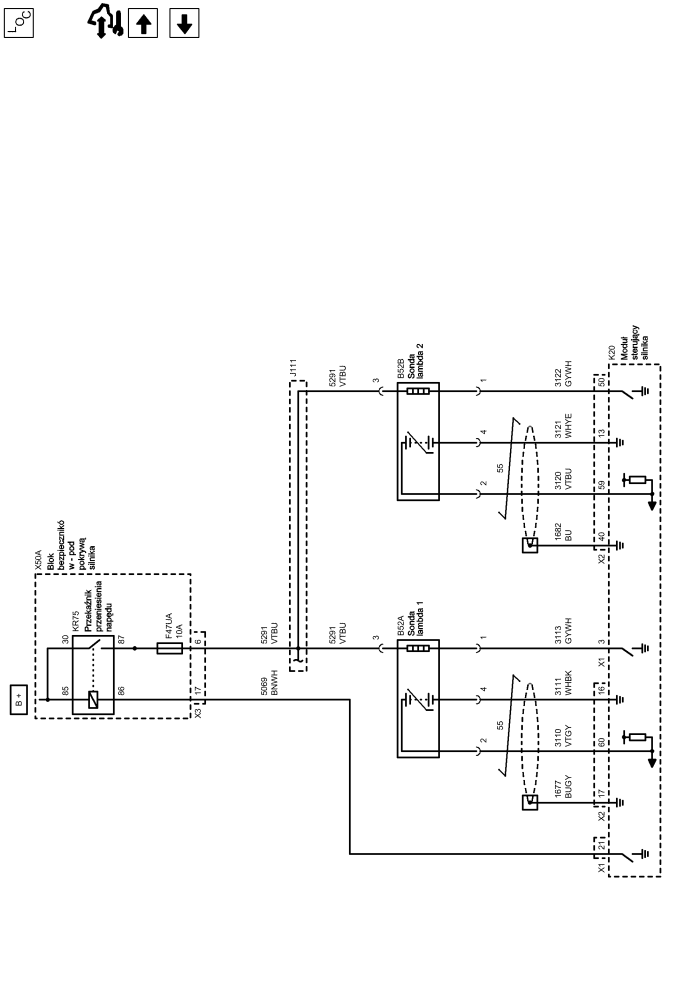 LOC
B +
X50A
Blok
bezpiecznikó
w - pod
pokrywą
silnika
KR75
Przekaźnik
przeniesienia
napędu
30
87
85
86
F47UA
10A
X3
17
6
5291
VTBU
5069
BNWH
J111
5291
VTBU
5291
VTBU
3
B52B
Sonda
lambda 2
1
4
2
55
3122
GYWH
3121
WHYE
3120
VTBU
1682
BU
50
13
59
40
X2
K20
Moduł
sterujący
silnika
3
B52A
Sonda
lambda 1
1
4
2
55
3113
GYWH
3111
WHBK
3110
VTGY
1677
BUGY
3
X1
16
60
17
X2
21
X1